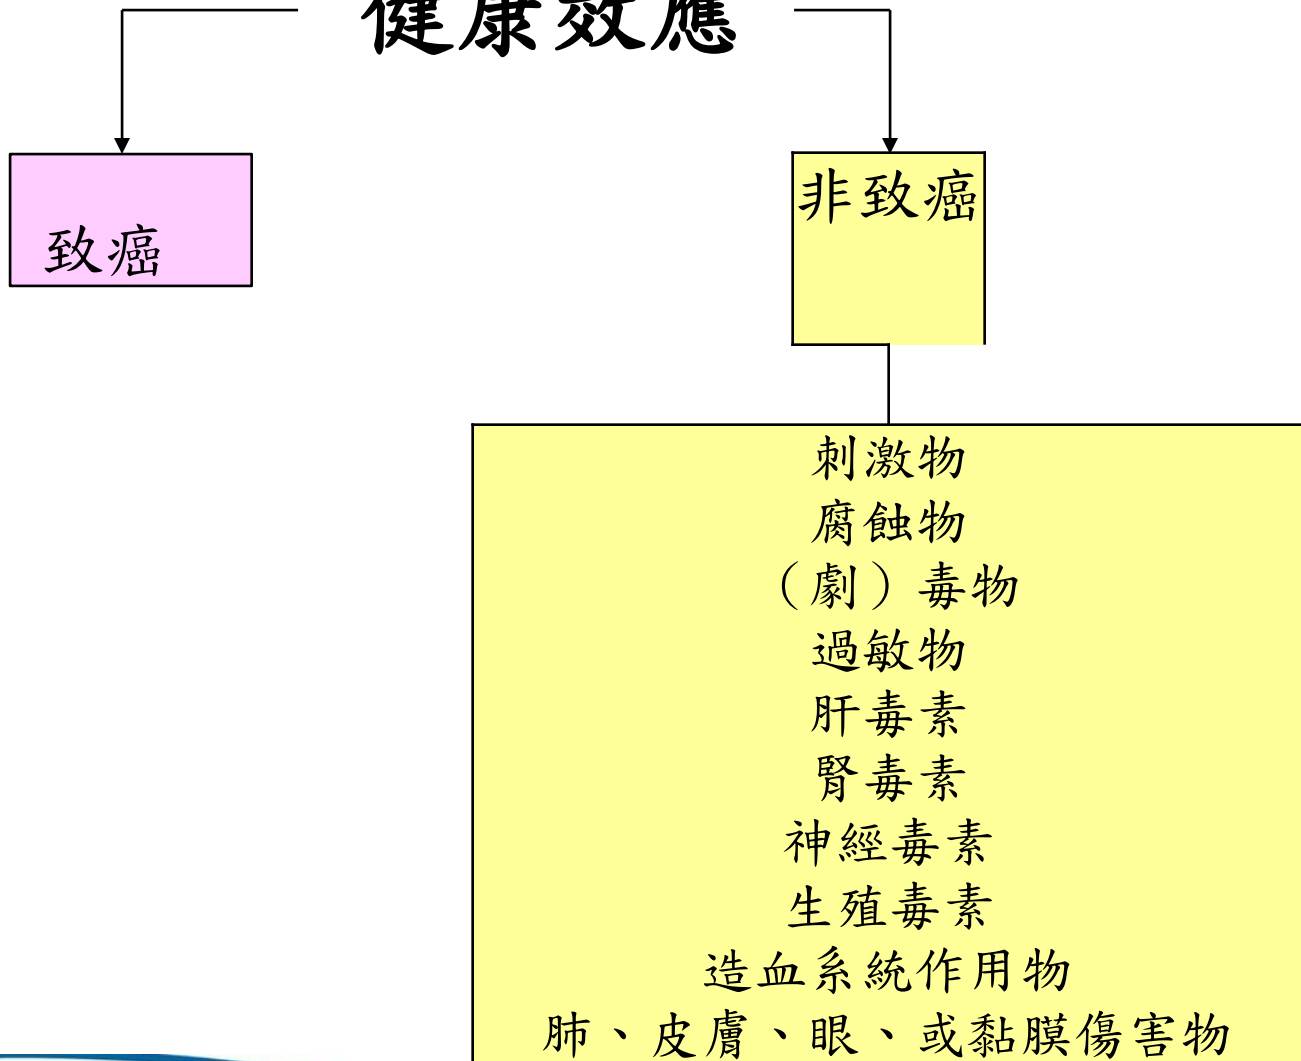 健康效應
致癌
非致癌
刺激物
腐蝕物
（劇）毒物
過敏物
肝毒素
腎毒素
神經毒素
生殖毒素
造血系統作用物
肺、皮膚、眼、或黏膜傷害物